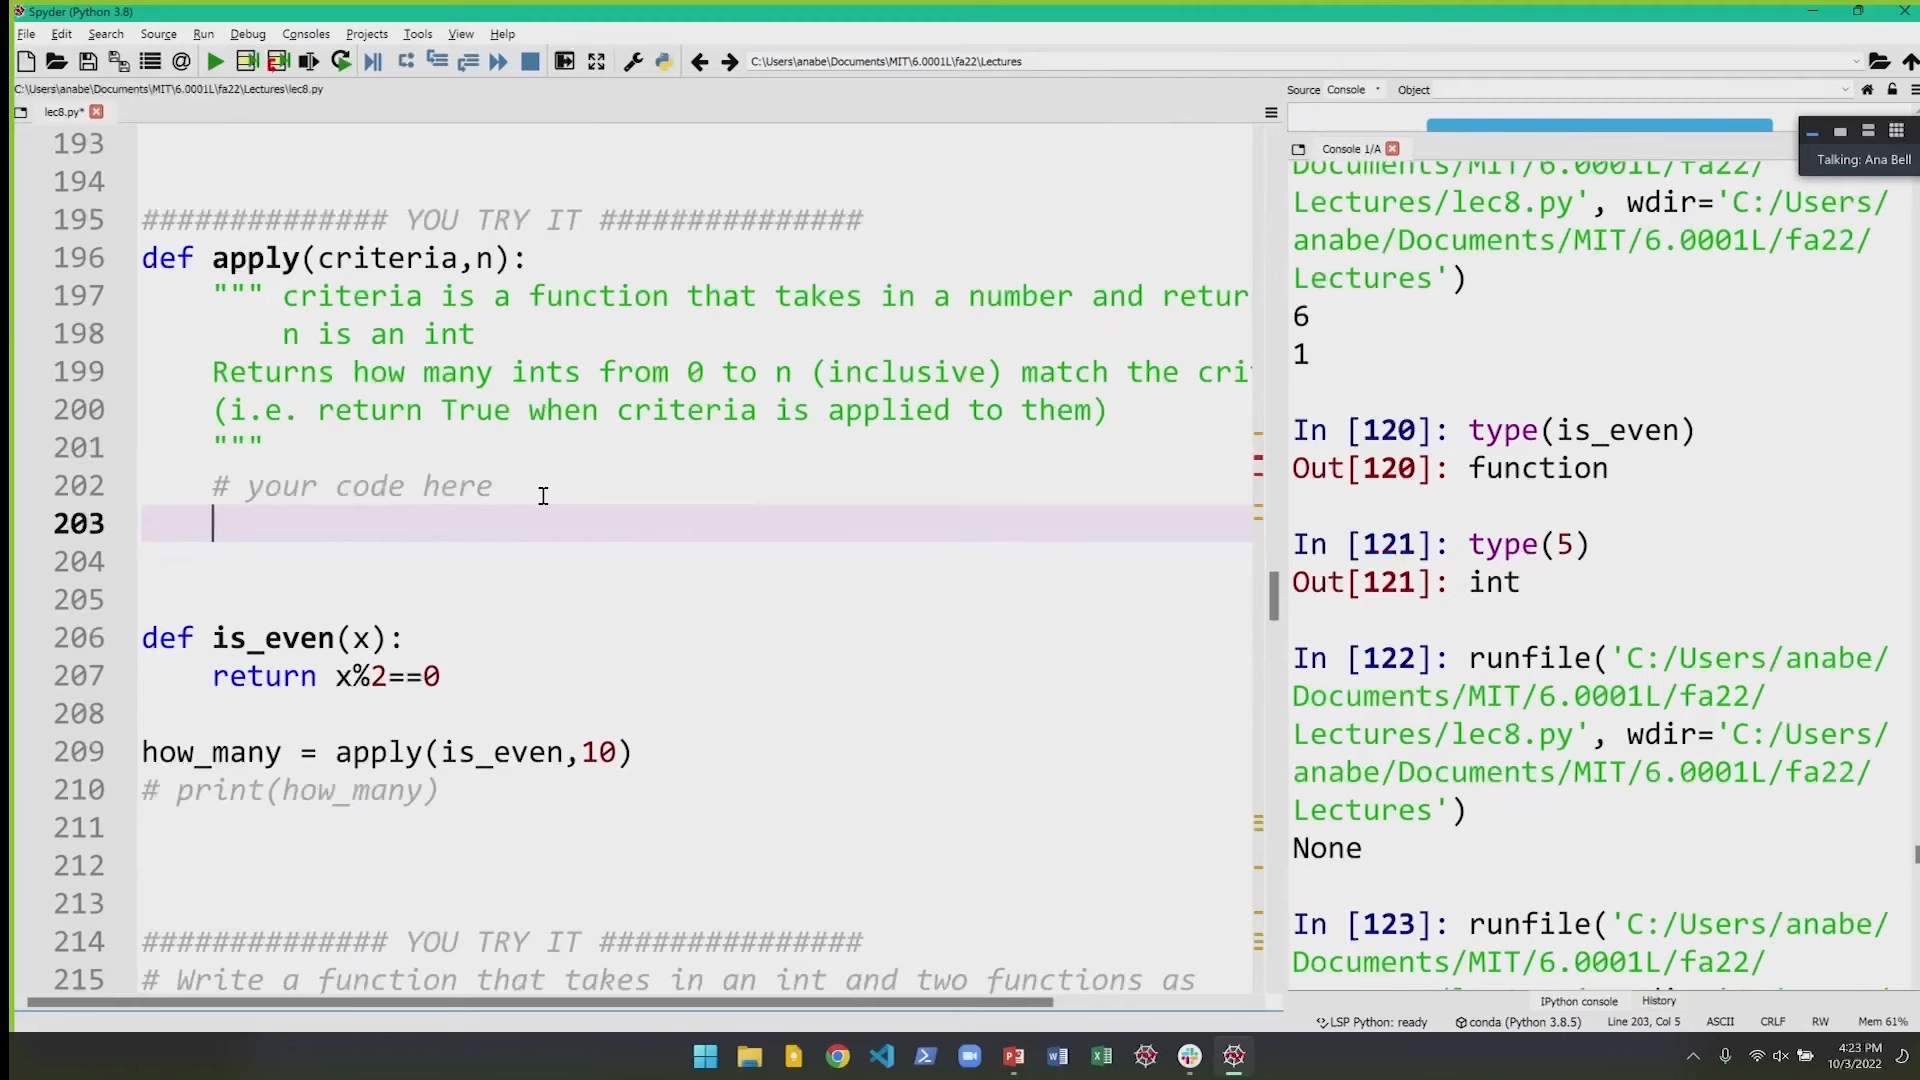 Spyder (Python 3.8)
File Edit Search Source Run Debug Consoles Projects Tools View Help
C:\Users\anabe\Documents\MIT\6.0001L\fa22\Lectures
C:\Users\anabe\Documents\MIT\6.0001L\fa22\Lectures\lec8.py
Source Console Object
lec8.py*
Console 1/A
Talking: Ana Bell
193
194
195 ############## YOU TRY IT ###############
196 def apply(criteria,n):
197 """ criteria is a function that takes in a number and retur
198 n is an int
199 Returns how many ints from 0 to n (inclusive) match the cri
200 (i.e. return True when criteria is applied to them)
201 """
202 # your code here
203
204
205
206 def is_even(x):
207 return x%2==0
208
209 how_many = apply(is_even,10)
210 # print(how_many)
211
212
213
214 ############## YOU TRY IT ###############
215 # Write a function that takes in an int and two functions as
Documents/MIT/6.0001L/fa22/
Lectures/lec8.py', wdir='C:/Users/
anabe/Documents/MIT/6.0001L/fa22/
Lectures')
6
1
In [120]: type(is_even)
Out[120]: function
In [121]: type(5)
Out[121]: int
In [122]: runfile('C:/Users/anabe/
Documents/MIT/6.0001L/fa22/
Lectures/lec8.py', wdir='C:/Users/
anabe/Documents/MIT/6.0001L/fa22/
Lectures')
None
In [123]: runfile('C:/Users/anabe/
Documents/MIT/6.0001L/fa22/
IPython console History
LSP Python: ready conda (Python 3.8.5) Line 203, Col 5 ASCII CRLF RW Mem 61%
4:23 PM
10/3/2022